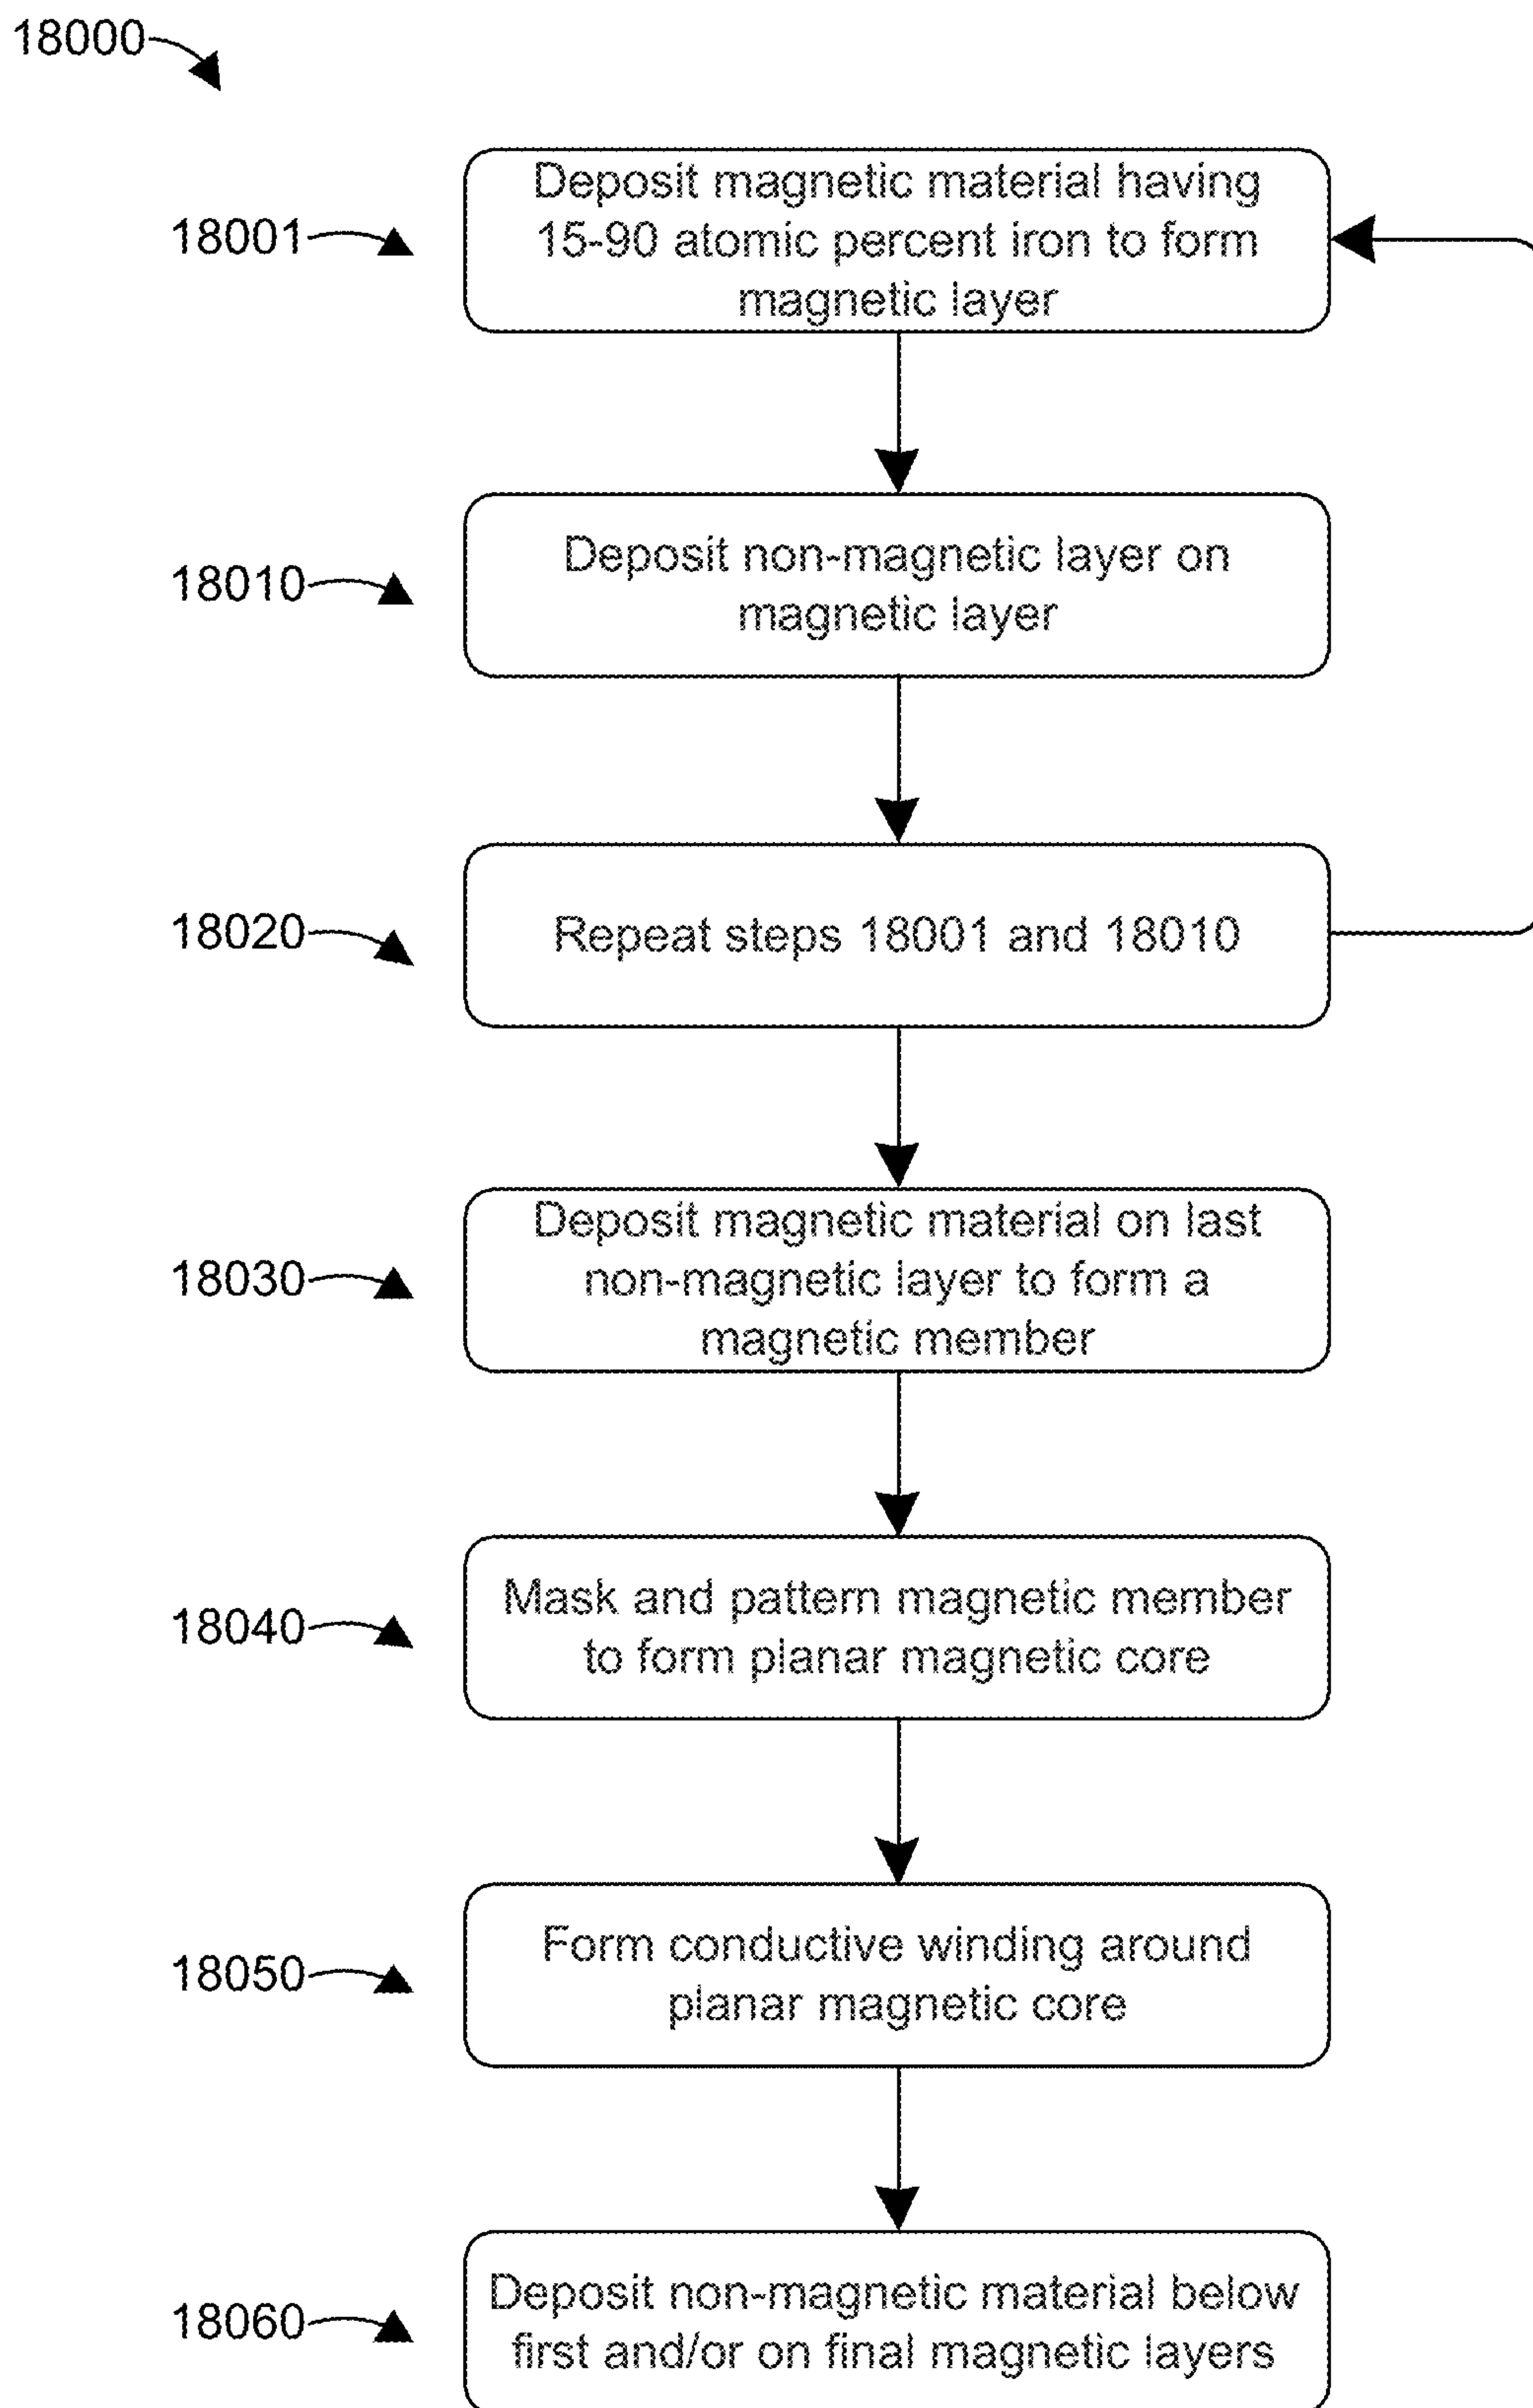 18000
18001
Deposit magnetic material having
15-90 atomic percent iron to form
magnetic layer
18010
Deposit non-magnetic layer on
magnetic layer
18020
Repeat steps 18001 and 18010
18030
Deposit magnetic material on last
non-magnetic layer to form a
magnetic member
18040
Mask and pattern magnetic member
to form planar magnetic core
18050
Form conductive winding around
planar magnetic core
18060
Deposit non-magnetic material below
first and/or on final magnetic layers